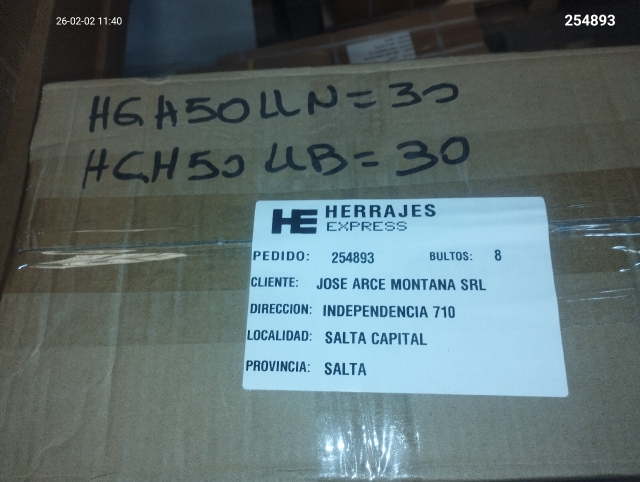 26-02-02 11:40
254893
HGA50LLN=30
HGH50LLB=30
HE HERRAJES
EXPRESS
PEDIDO: 254893 BULTOS: 8
CLIENTE: JOSE ARCE MONTANA SRL
DIRECCION: INDEPENDENCIA 710
LOCALIDAD: SALTA CAPITAL
PROVINCIA: SALTA